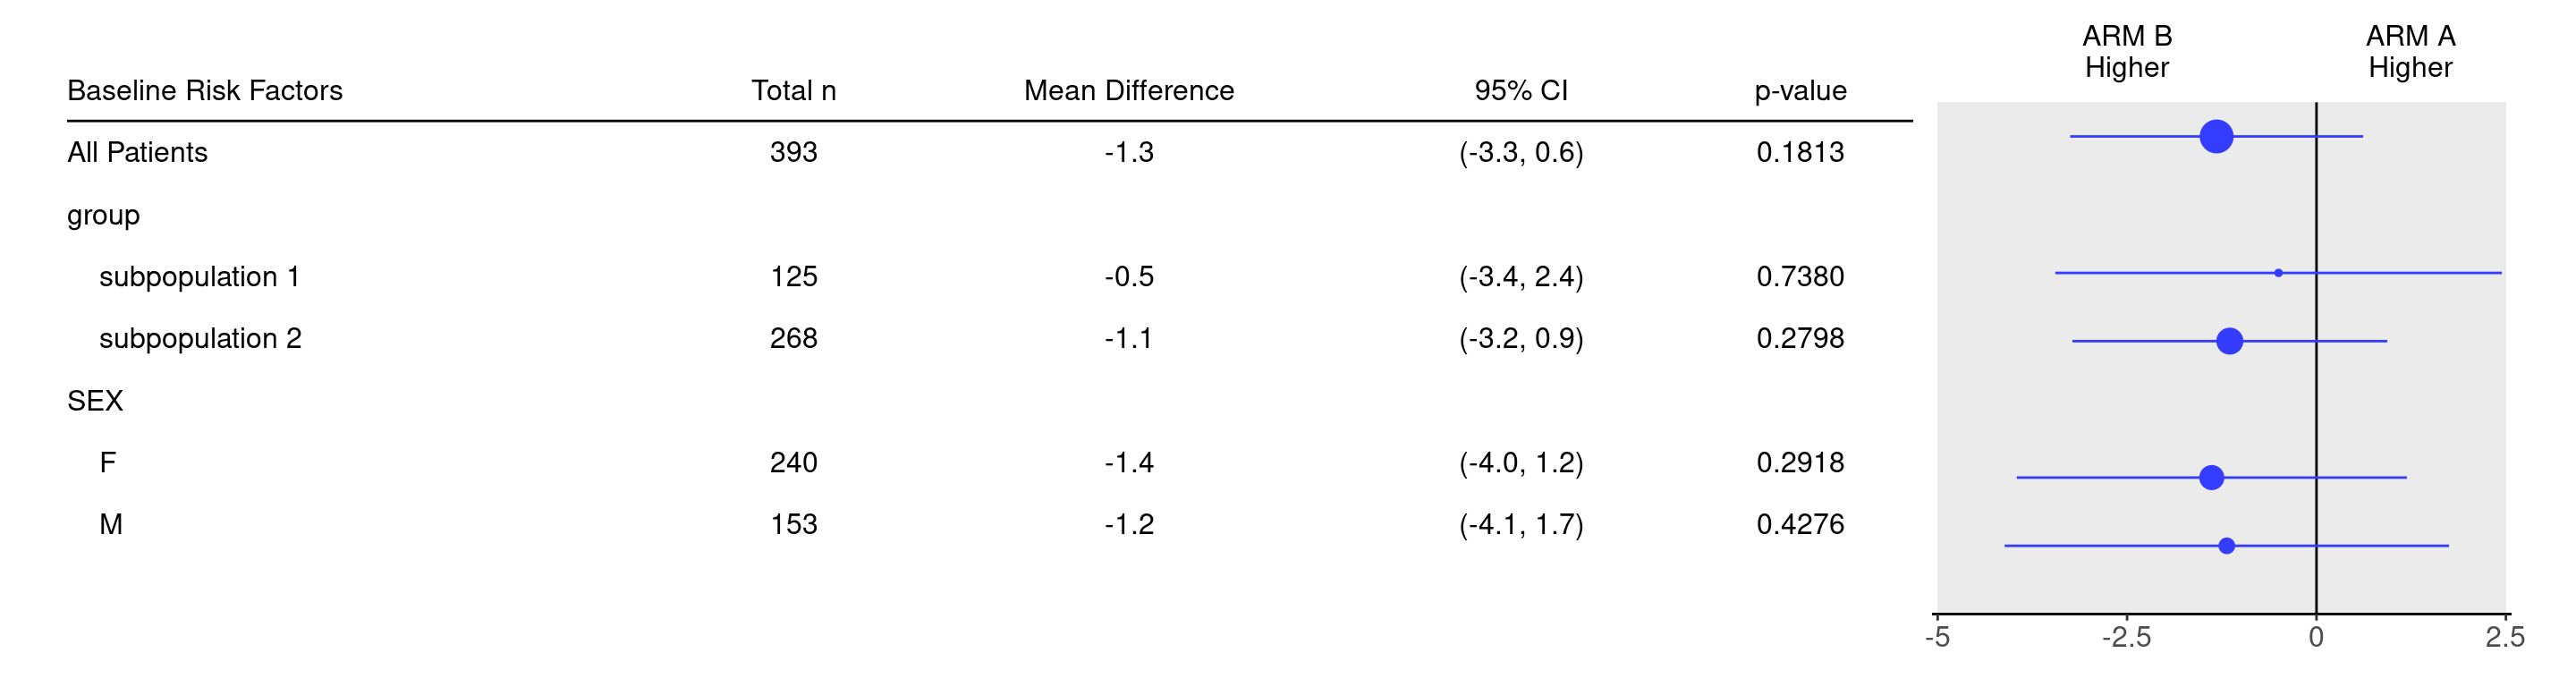 ARM B ARM A
Higher Higher
Baseline Risk Factors Total n Mean Difference 95% CI p-value
All Patients 393 -1.3 (-3.3, 0.6) 0.1813
group
subpopulation 1 125 -0.5 (-3.4, 2.4) 0.7380
subpopulation 2 268 -1.1 (-3.2, 0.9) 0.2798
SEX
F 240 -1.4 (-4.0, 1.2) 0.2918
M 153 -1.2 (-4.1, 1.7) 0.4276
-5 -2.5 0 2.5